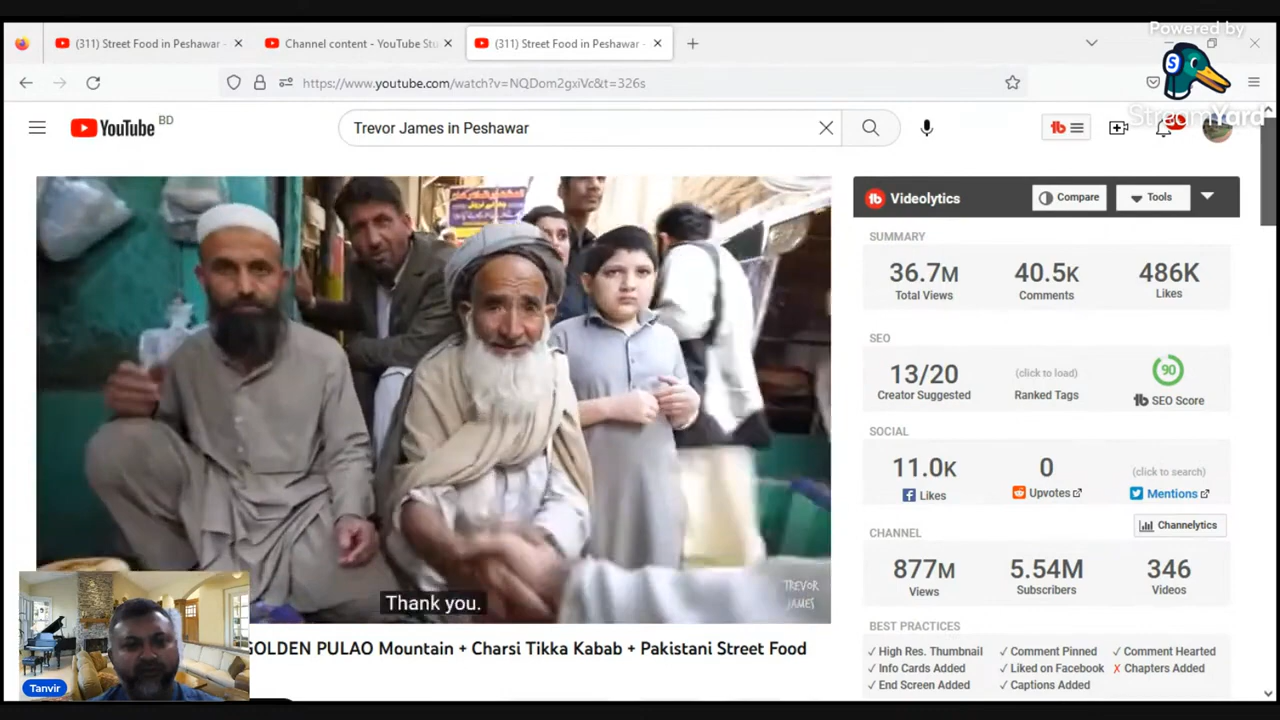 Powered by
StreamYard
(311) Street Food in Peshawar -
Channel content - YouTube Stu
(311) Street Food in Peshawar -
https://www.youtube.com/watch?v=NQDom2gxiVc&t=326s
YouTube BD
Trevor James in Peshawar
Videolytics
Compare
Tools
SUMMARY
36.7M 40.5K 486K
Total Views Comments Likes
SEO
13/20 (click to load) 90
Creator Suggested Ranked Tags tb SEO Score
SOCIAL
11.0K 0 (click to search)
Likes Upvotes Mentions
Channelytics
CHANNEL
877M 5.54M 346
Views Subscribers Videos
BEST PRACTICES
✓ High Res. Thumbnail ✓ Comment Pinned ✓ Comment Hearted
✓ Info Cards Added ✓ Liked on Facebook ✗ Chapters Added
✓ End Screen Added ✓ Captions Added
TREVOR
JAMES
Thank you.
GOLDEN PULAO Mountain + Charsi Tikka Kabab + Pakistani Street Food
Tanvir